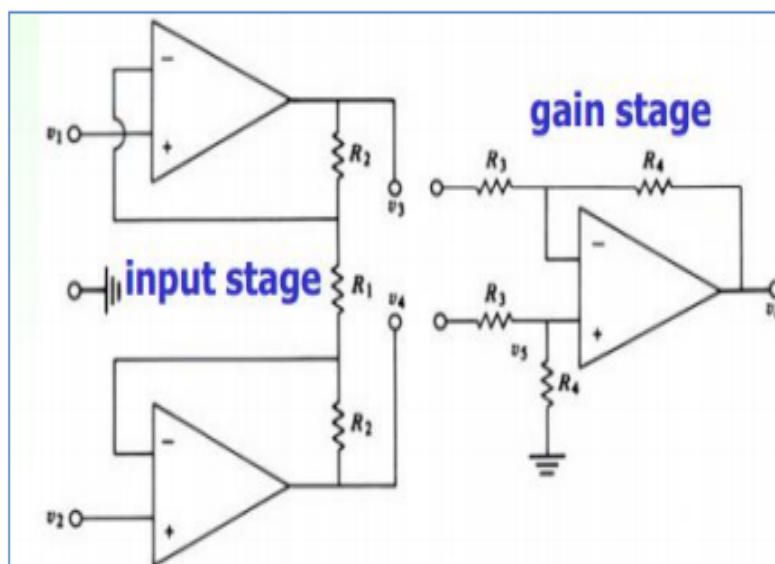 v1
R2
gain stage
R3
R4
v3
input stage
R1
v4
R3
v5
R4
R2
v2